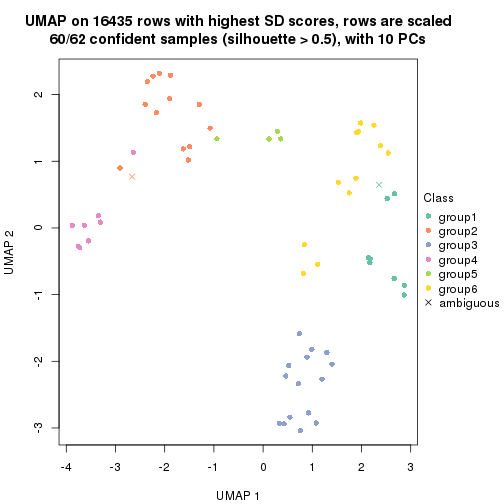 UMAP on 16435 rows with highest SD scores, rows are scaled
60/62 confident samples (silhouette > 0.5), with 10 PCs
UMAP 2
2
1
0
-1
-2
-3
-4
-3
-2
-1
0
1
2
3
UMAP 1
Class
group1
group2
group3
group4
group5
group6
ambiguous